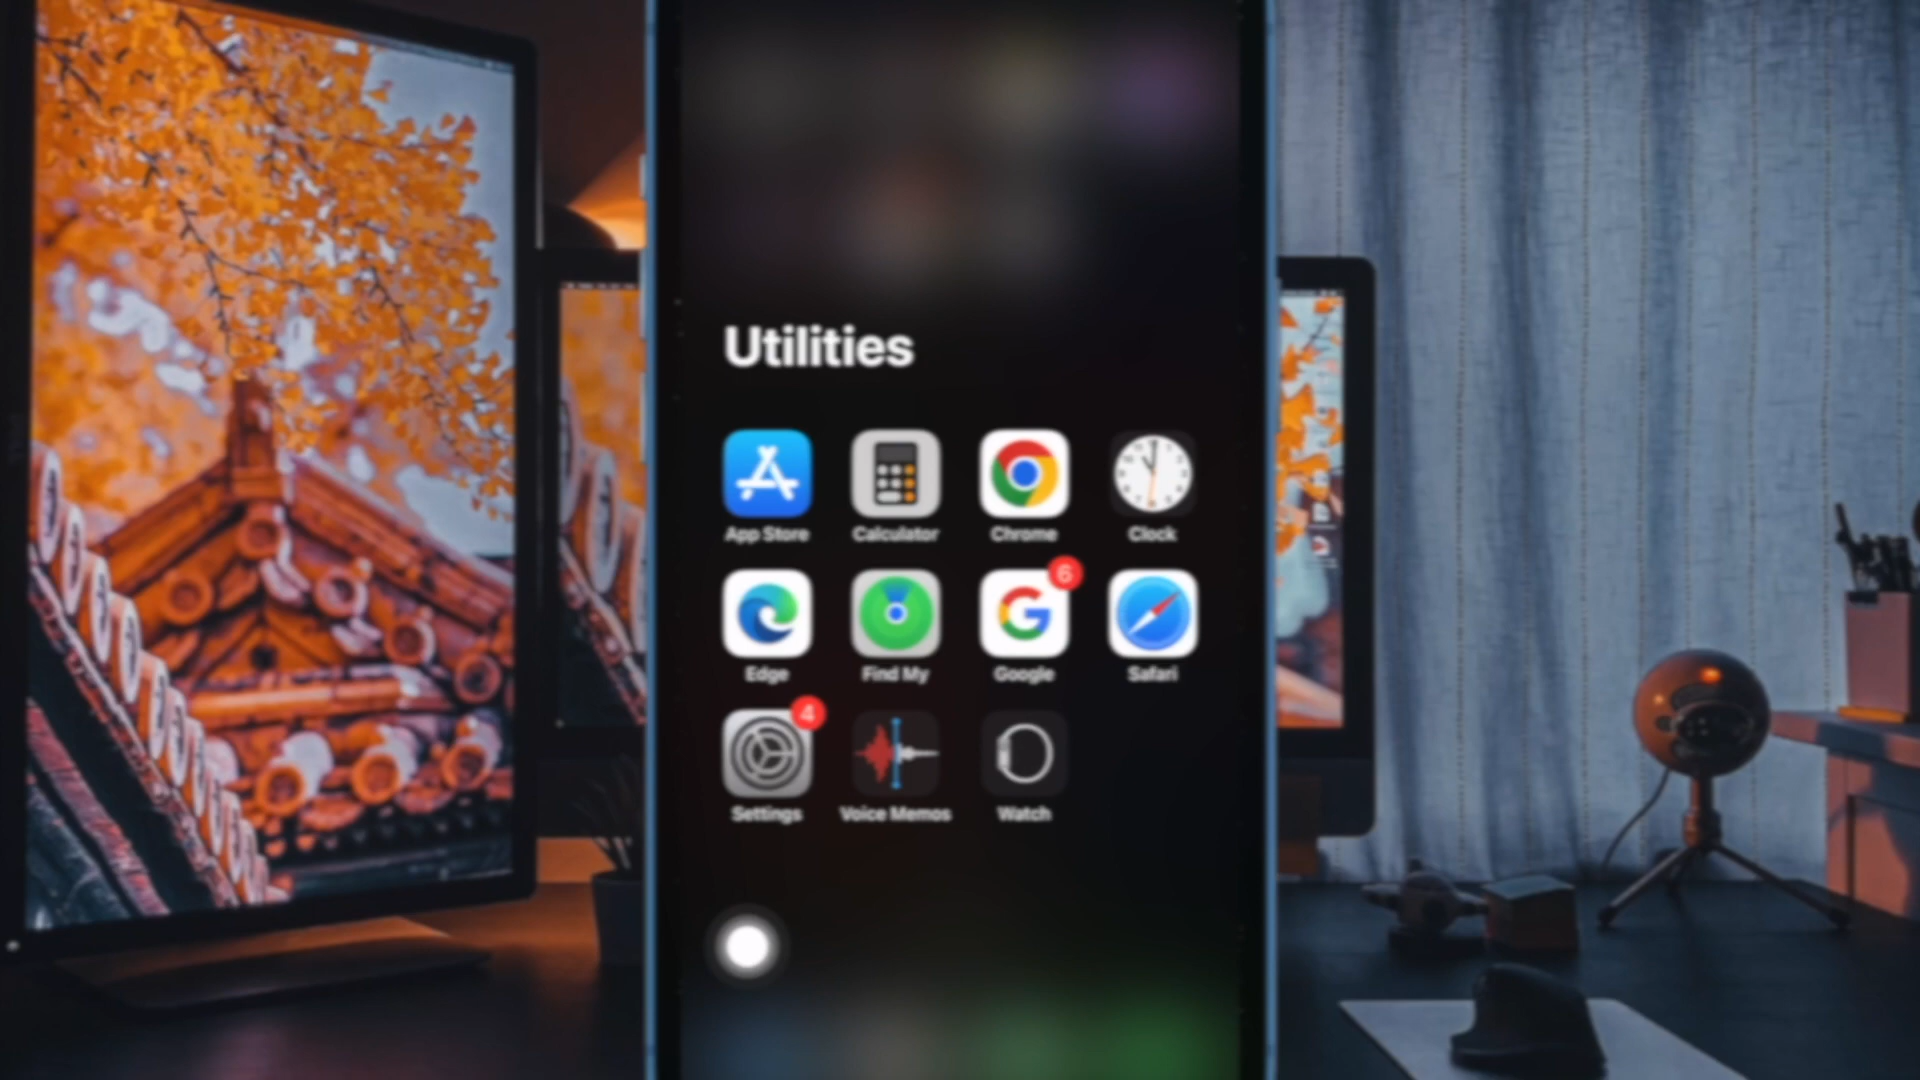 Utilities
App Store Calculator Chrome Clock
6
Edge Find My Google Safari
4
Settings Voice Memos Watch